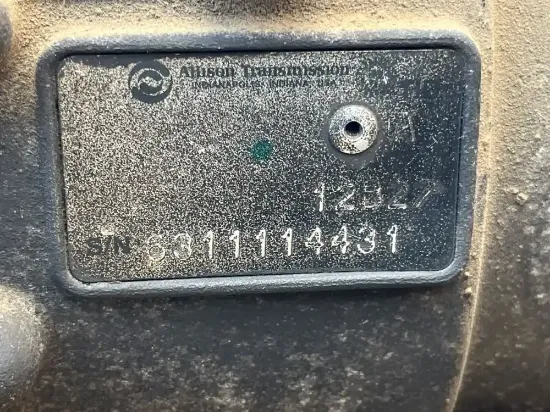 Allison Transmission
INDIANAPOLIS, INDIANA, USA
A
12B27
S/N 6311114431